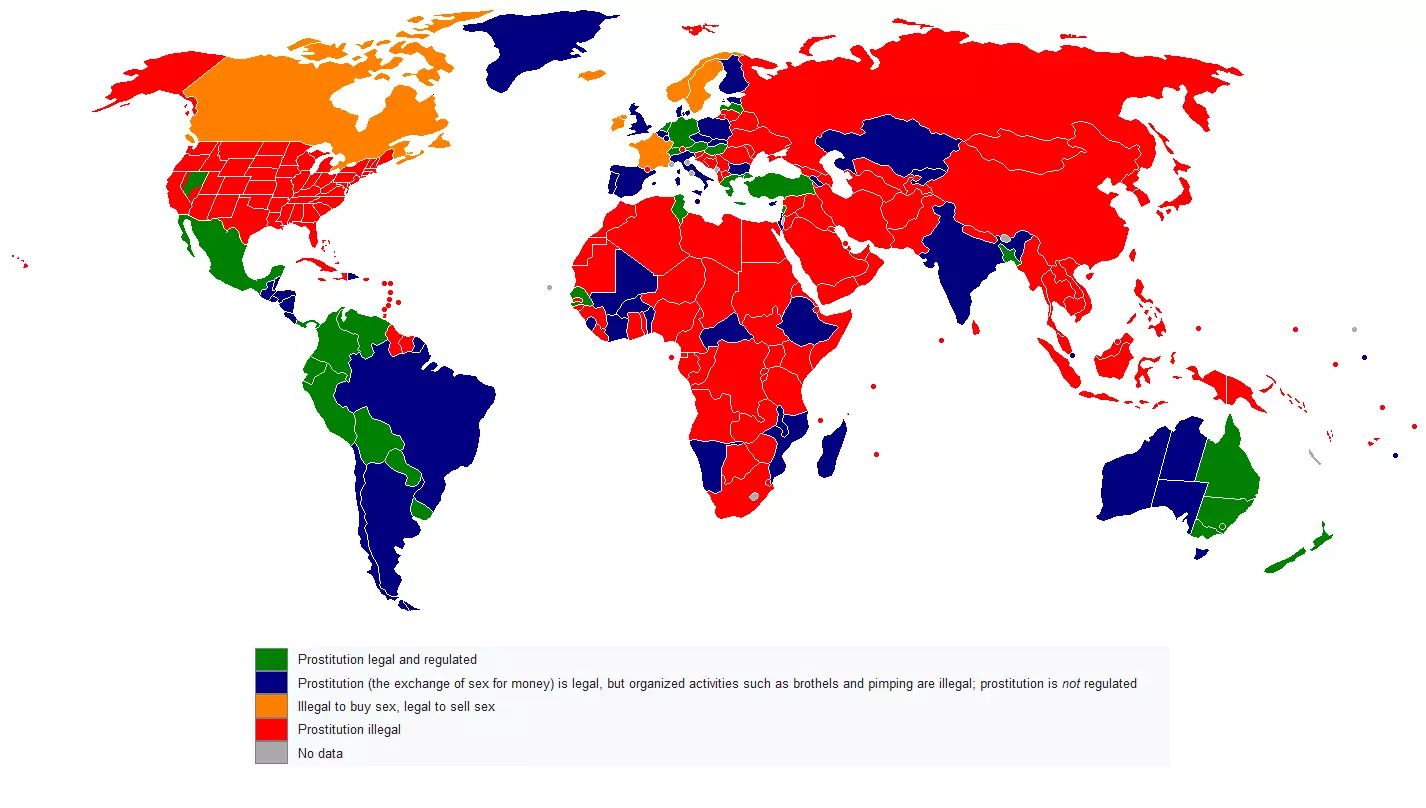 Prostitution legal and regulated
Prostitution (the exchange of sex for money) is legal, but organized activities such as brothels and pimping are illegal; prostitution is not regulated
Illegal to buy sex, legal to sell sex
Prostitution illegal
No data